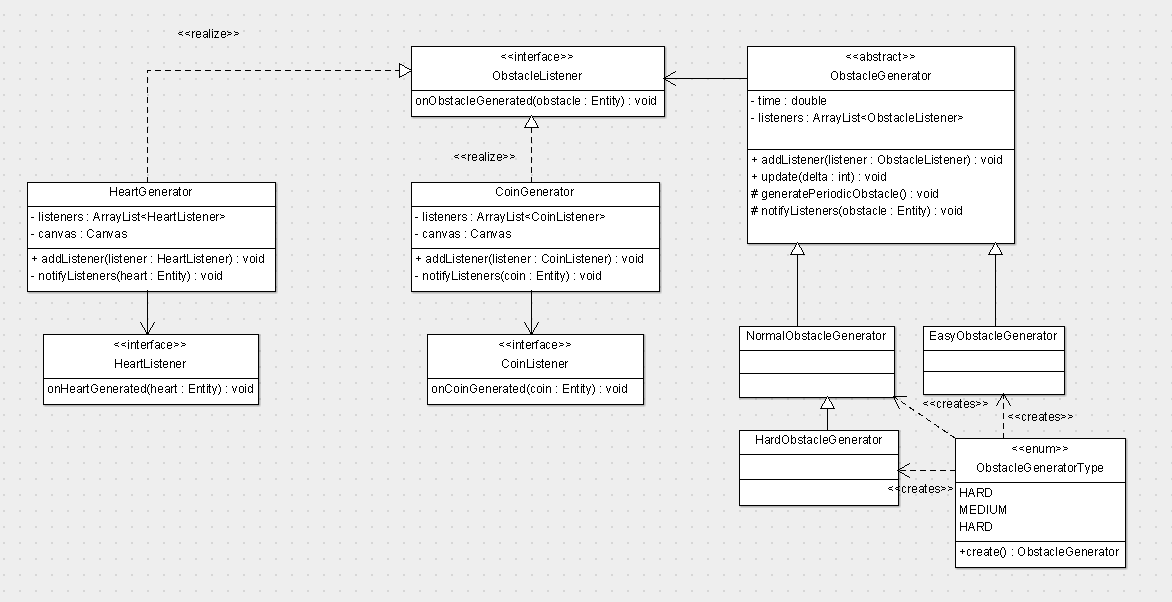 <<realize>>
<<interface>>
ObstacleListener
onObstacleGenerated(obstacle : Entity) : void
<<abstract>>
ObstacleGenerator
- time : double
- listeners : ArrayList<ObstacleListener>
+ addListener(listener : ObstacleListener) : void
+ update(delta : int) : void
# generatePeriodicObstacle() : void
# notifyListeners(obstacle : Entity) : void
<<realize>>
HeartGenerator
- listeners : ArrayList<HeartListener>
- canvas : Canvas
+ addListener(listener : HeartListener) : void
- notifyListeners(heart : Entity) : void
CoinGenerator
- listeners : ArrayList<CoinListener>
- canvas : Canvas
+ addListener(listener : CoinListener) : void
- notifyListeners(coin : Entity) : void
<<interface>>
HeartListener
onHeartGenerated(heart : Entity) : void
<<interface>>
CoinListener
onCoinGenerated(coin : Entity) : void
NormalObstacleGenerator
EasyObstacleGenerator
<<creates>>
<<creates>>
HardObstacleGenerator
<<creates>>
<<enum>>
ObstacleGeneratorType
HARD
MEDIUM
HARD
+create() : ObstacleGenerator